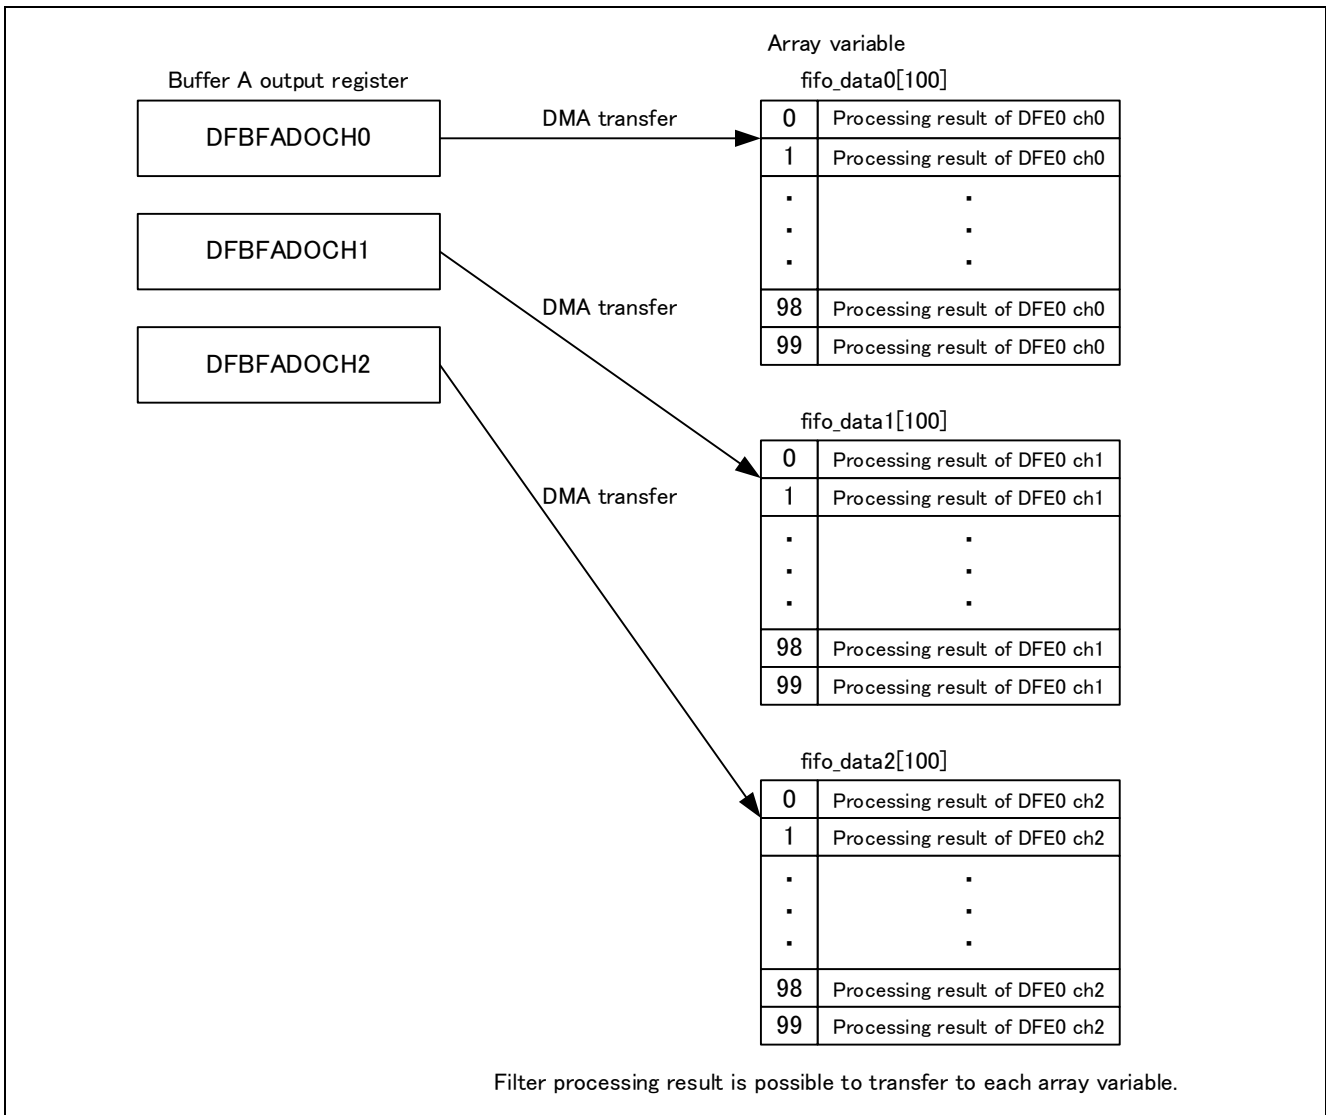 Array variable
Buffer A output register
fifo_data0[100]
DFBFADOCH0
DMA transfer
0 Processing result of DFE0 ch0
1 Processing result of DFE0 ch0
98 Processing result of DFE0 ch0
99 Processing result of DFE0 ch0
DFBFADOCH1
DMA transfer
DFBFADOCH2
fifo_data1[100]
0 Processing result of DFE0 ch1
1 Processing result of DFE0 ch1
98 Processing result of DFE0 ch1
99 Processing result of DFE0 ch1
DMA transfer
fifo_data2[100]
0 Processing result of DFE0 ch2
1 Processing result of DFE0 ch2
98 Processing result of DFE0 ch2
99 Processing result of DFE0 ch2
Filter processing result is possible to transfer to each array variable.